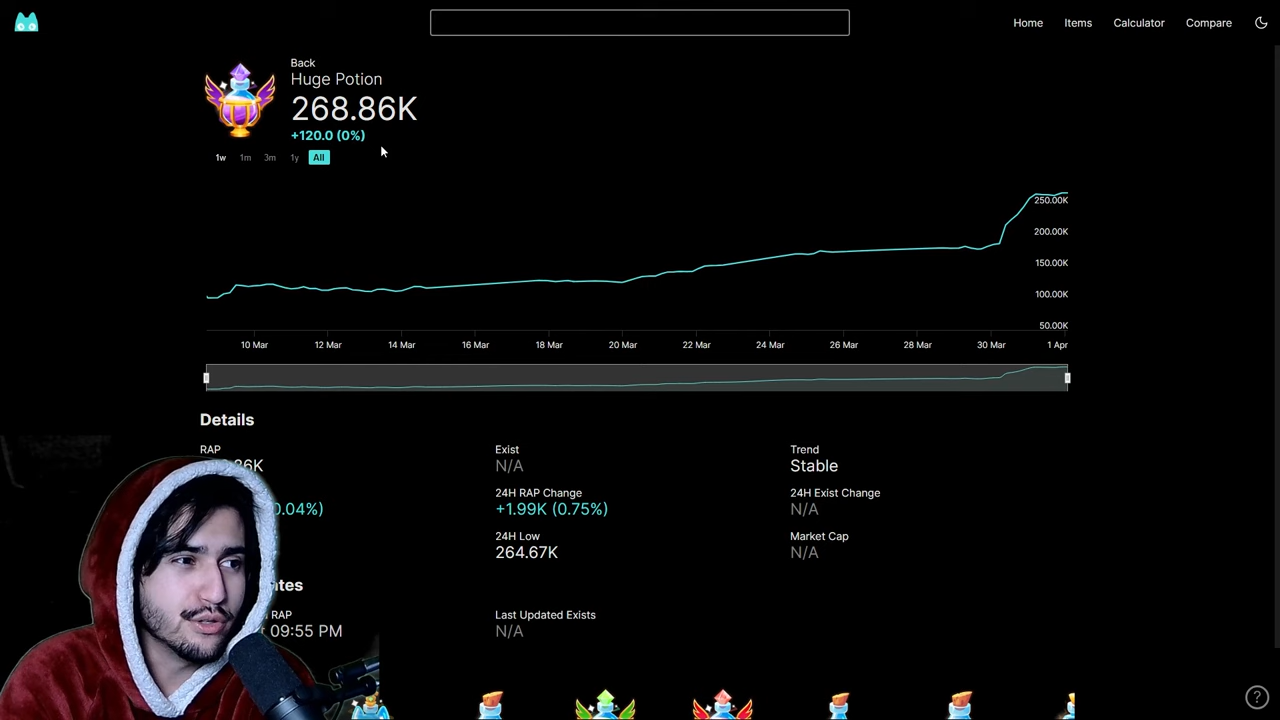 Home
Items
Calculator
Compare
Back
Huge Potion
268.86K
+120.0 (0%)
1w
1m
3m
1y
All
250.00K
200.00K
150.00K
100.00K
50.00K
10 Mar
12 Mar
14 Mar
16 Mar
18 Mar
20 Mar
22 Mar
24 Mar
26 Mar
28 Mar
30 Mar
1 Apr
Details
RAP
Exist
N/A
Trend
Stable
0.04%)
24H RAP Change
+1.99K (0.75%)
24H Exist Change
N/A
24H Low
264.67K
Market Cap
N/A
RAP
09:55 PM
Last Updated Exists
N/A
?